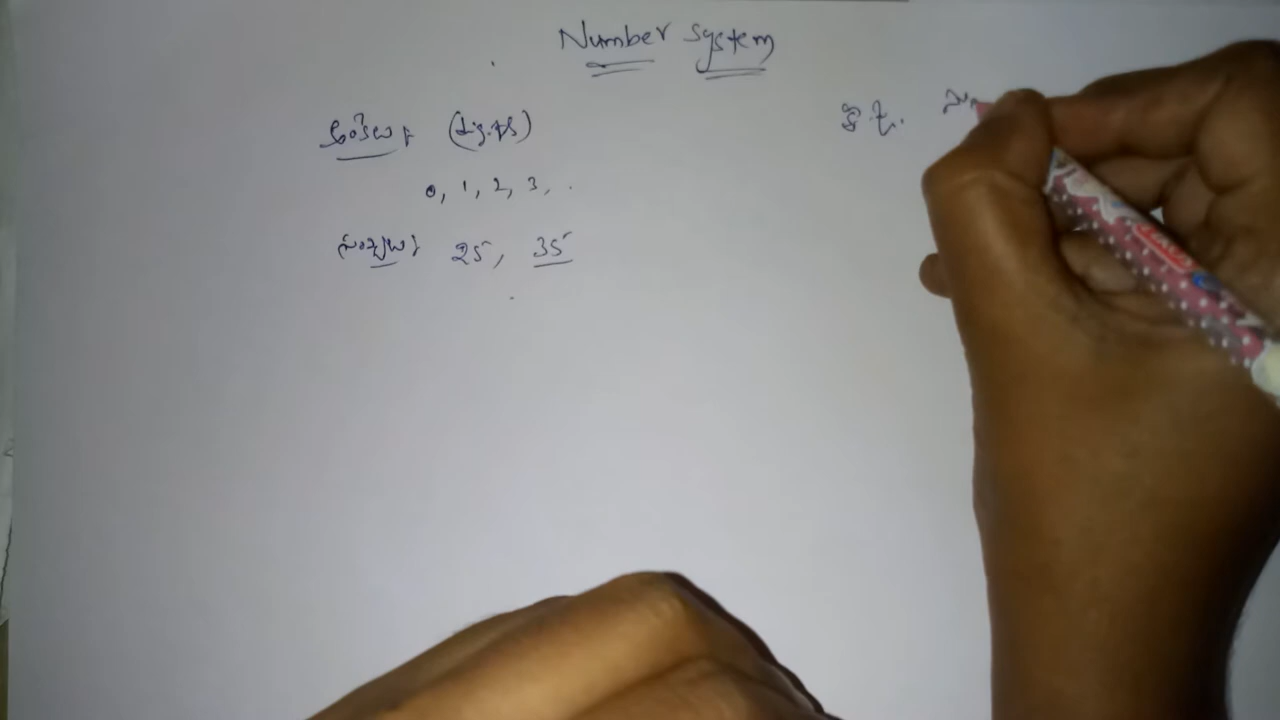 Number System
అంకెలు (digits)
0, 1, 2, 3, .
సంఖ్యలు 25, 35